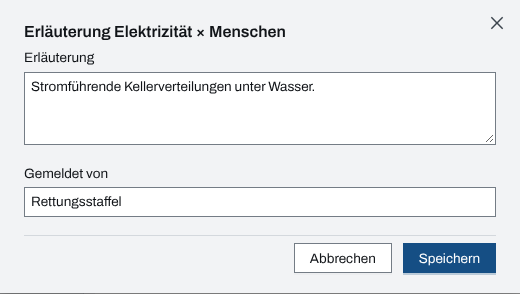 Erläuterung Elektrizität × Menschen
Erläuterung
Stromführende Kellerverteilungen unter Wasser.
Gemeldet von
Rettungsstaffel
Abbrechen
Speichern